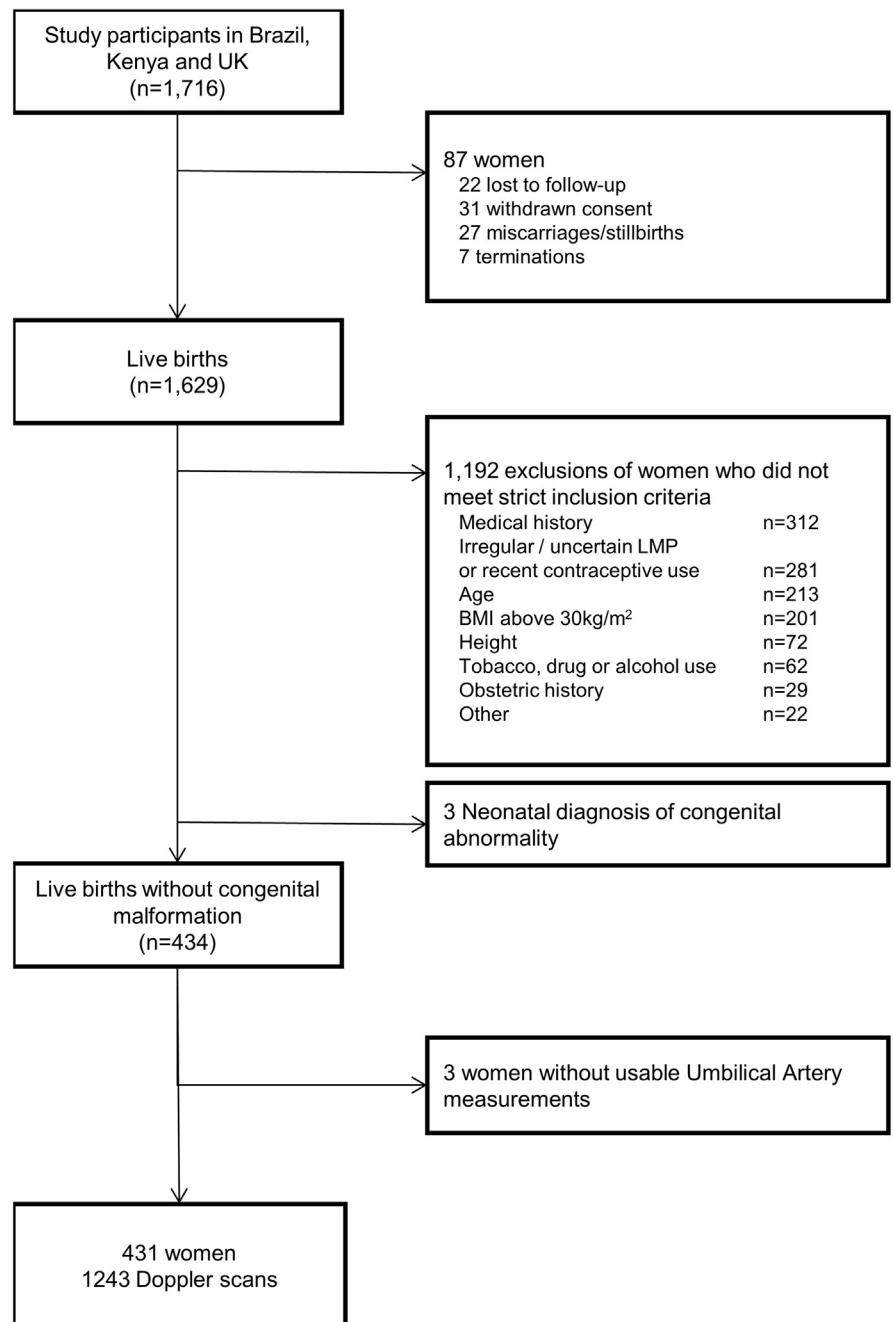 Study participants in Brazil,
Kenya and UK
(n=1,716)
87 women
22 lost to follow-up
31 withdrawn consent
27 miscarriages/stillbirths
7 terminations
Live births
(n=1,629)
1,192 exclusions of women who did not
meet strict inclusion criteria
Medical history n=312
Irregular / uncertain LMP
or recent contraceptive use n=281
Age n=213
BMI above 30kg/m² n=201
Height n=72
Tobacco, drug or alcohol use n=62
Obstetric history n=29
Other n=22
3 Neonatal diagnosis of congenital
abnormality
Live births without congenital
malformation
(n=434)
3 women without usable Umbilical Artery
measurements
431 women
1243 Doppler scans